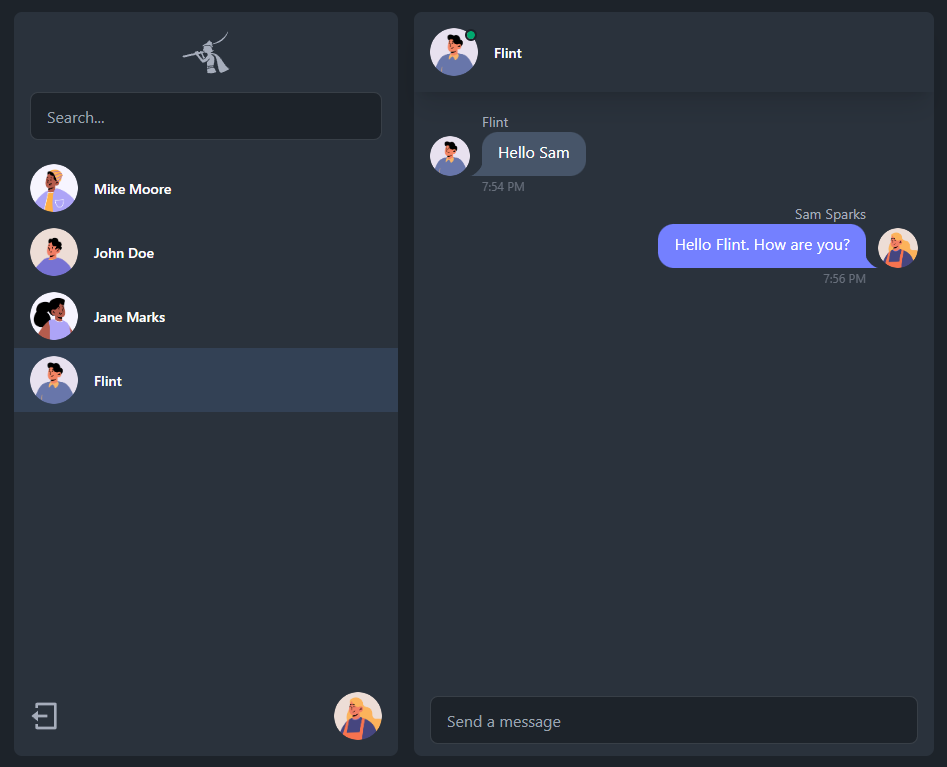 Search...
Mike Moore
John Doe
Jane Marks
Flint
Flint
Flint
Hello Sam
7:54 PM
Sam Sparks
Hello Flint. How are you?
7:56 PM
Send a message